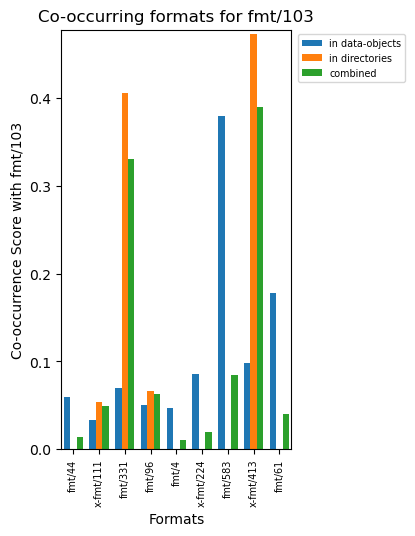 Co-occurring formats for fmt/103
in data-objects
in directories
combined
Co-occurrence Score with fmt/103
0.4
0.3
0.2
0.1
0.0
fmt/44
x-fmt/111
fmt/331
fmt/96
fmt/4
x-fmt/224
fmt/583
x-fmt/413
fmt/61
Formats